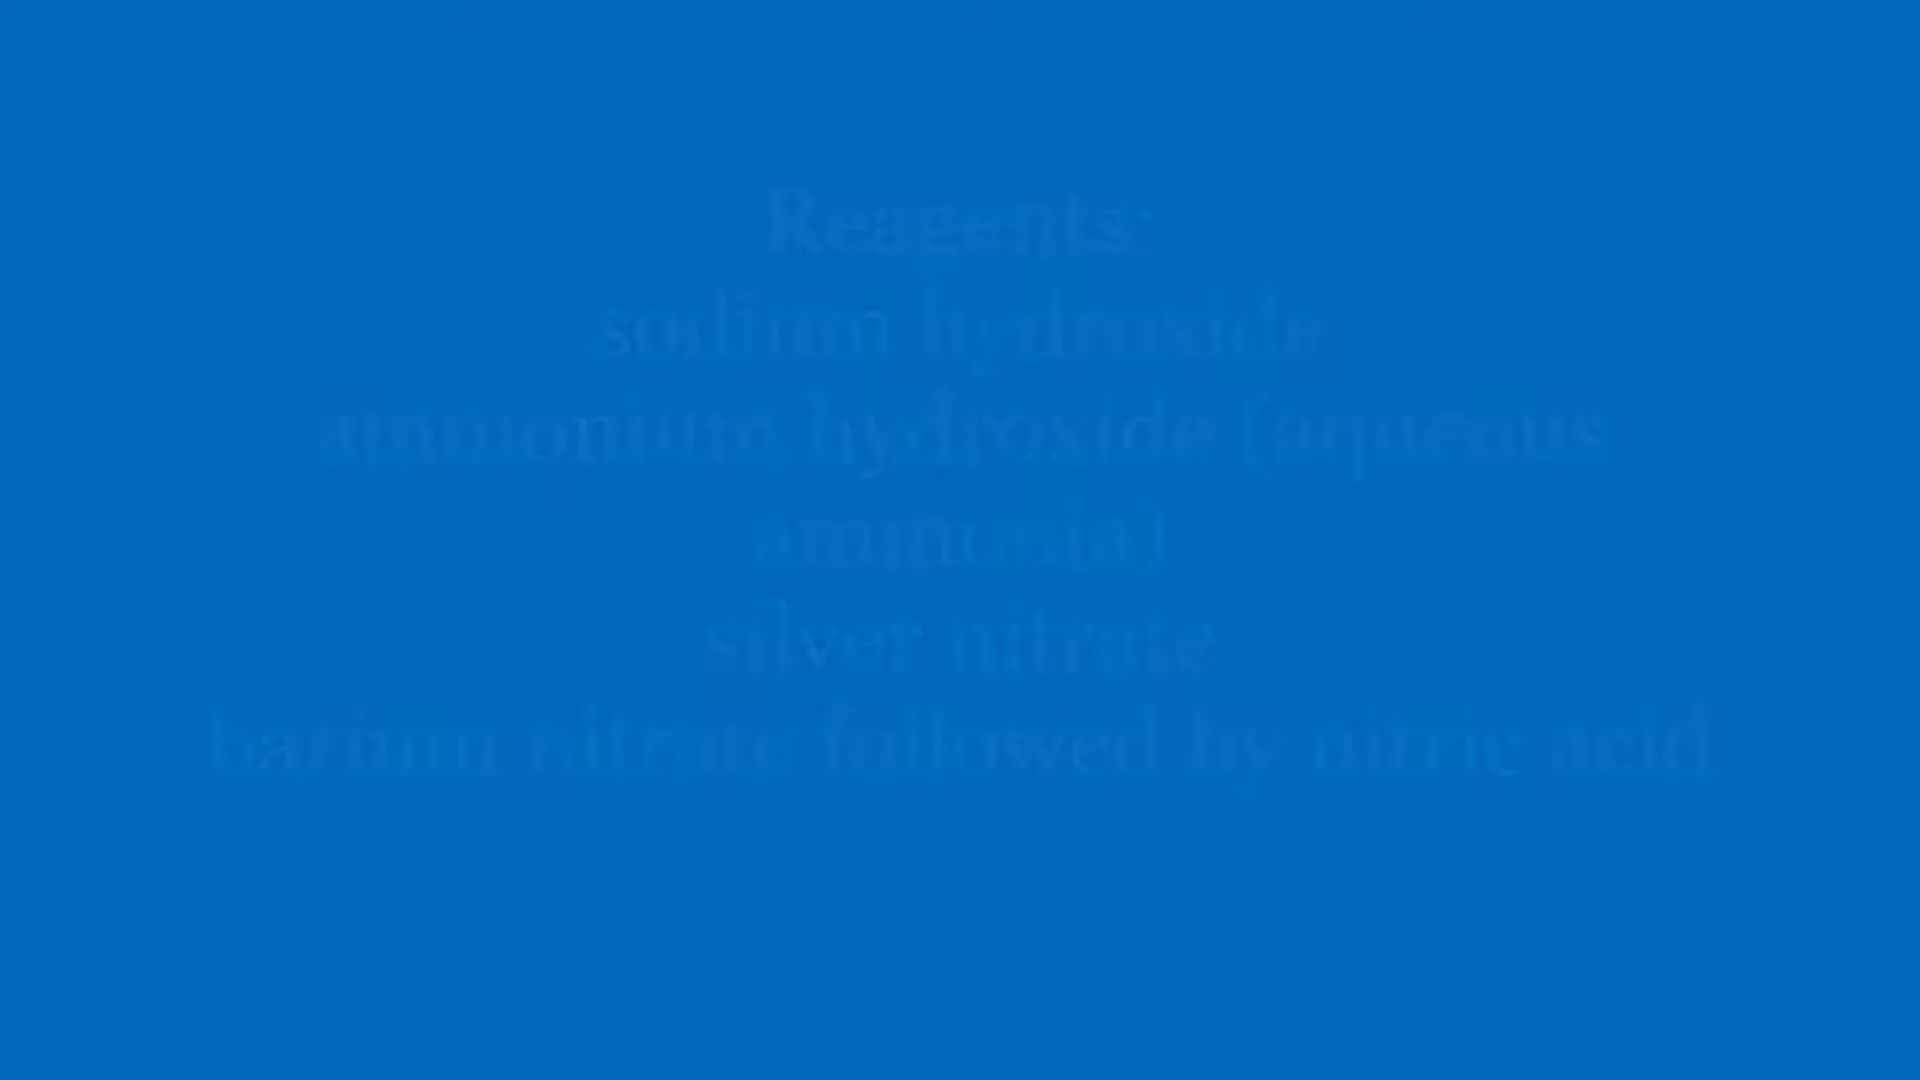 Reagents:
sodium hydroxide
ammonium hydroxide (aqueous
ammonia)
silver nitrate
barium nitrate followed by nitric acid